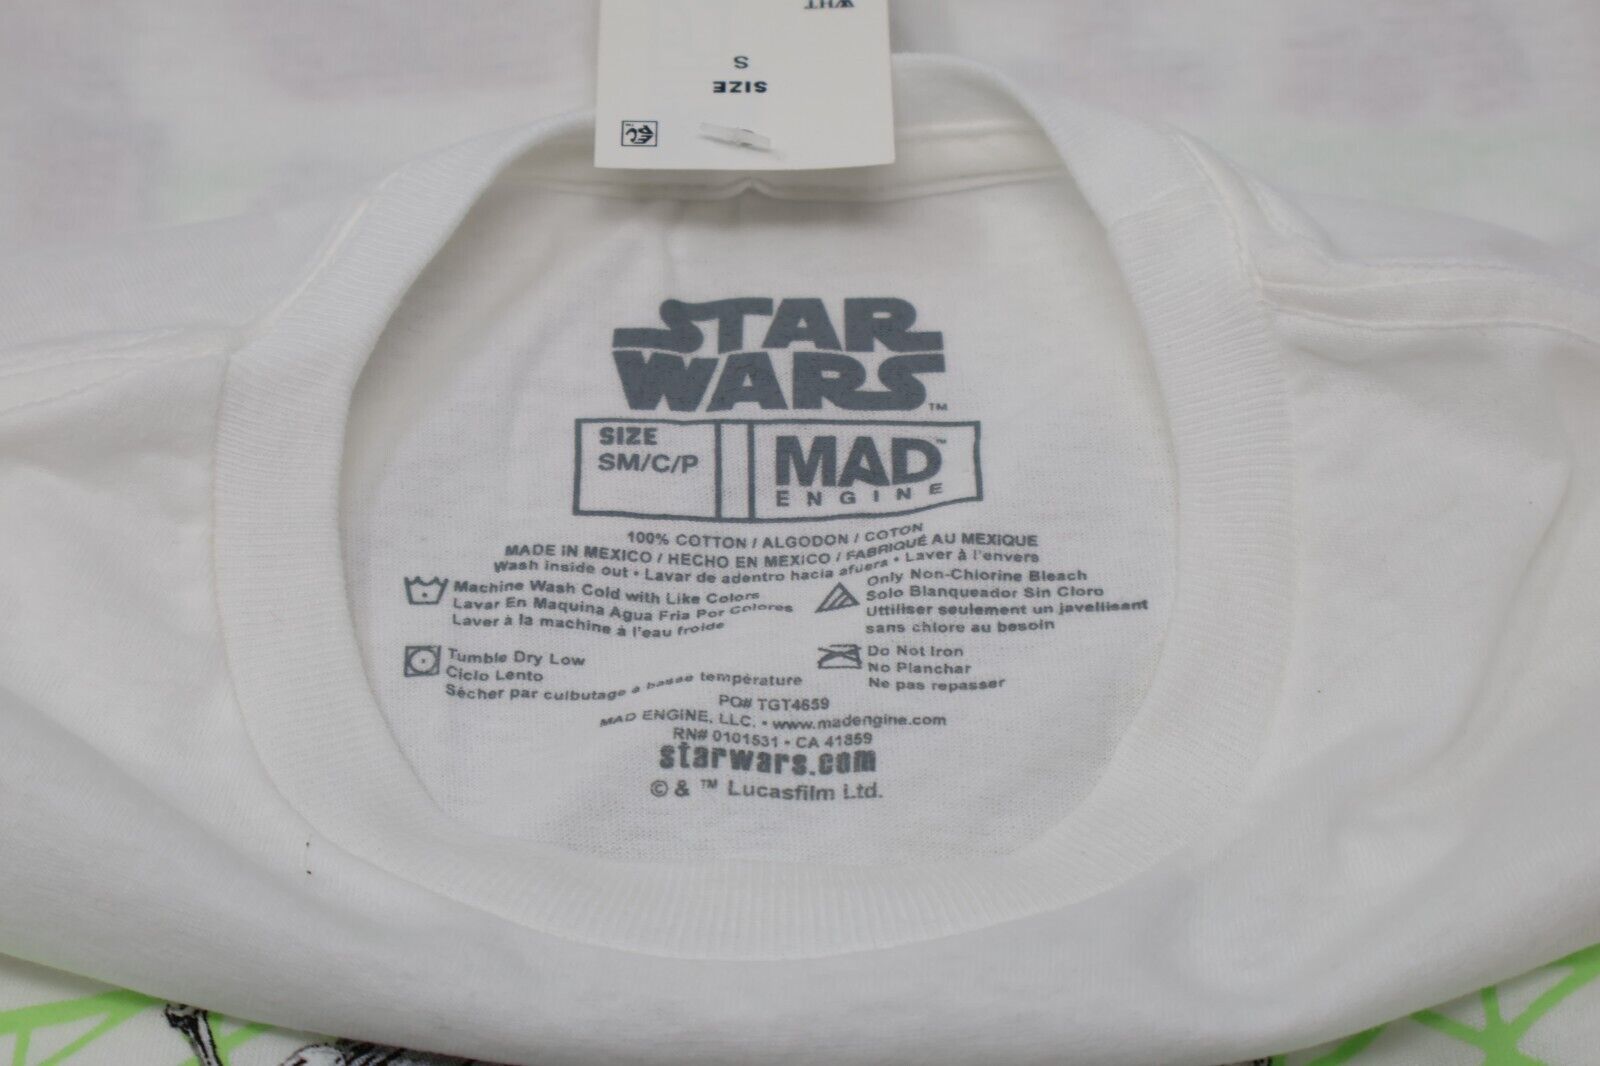 WHT
S
SIZE
STAR
WARS™
SIZE
SM/C/P
MAD™
ENGINE
100% COTTON / ALGODON / COTON
MADE IN MEXICO / HECHO EN MEXICO / FABRIQUÉ AU MEXIQUE
Wash inside out • Lavar de adentro hacia afuera • Laver à l'envers
Machine Wash Cold with Like Colors
Lavar En Maquina Agua Fria Por Colores
Laver à la machine à l'eau froide
Only Non-Chlorine Bleach
Solo Blanqueador Sin Cloro
Utiliser seulement un javellisant
sans chlore au besoin
Tumble Dry Low
Ciclo Lento
Sécher par culbutage a basse température
Do Not Iron
No Planchar
Ne pas repasser
PO# TGT4659
MAD ENGINE, LLC. • www.madengine.com
RN# 0101531 • CA 41859
starwars.com
© & ™ Lucasfilm Ltd.